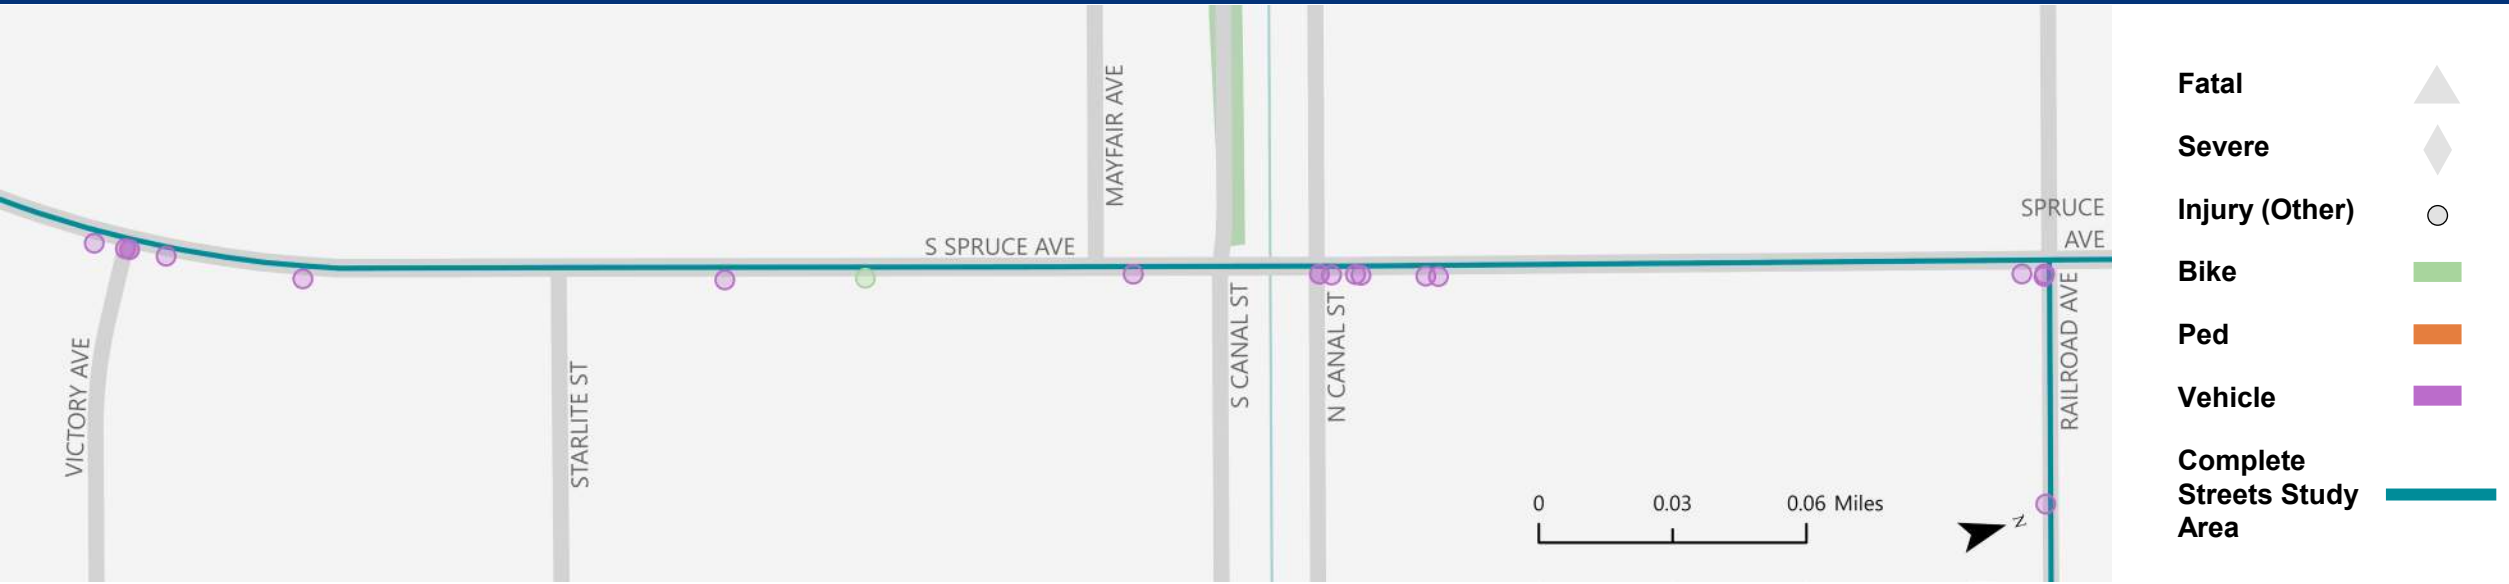 MAYFAIR AVE
S SPRUCE AVE
SPRUCE
AVE
VICTORY AVE
STARLITE ST
S CANAL ST
N CANAL ST
RAILROAD AVE
0 0.03 0.06 Miles
N
Fatal
Severe
Injury (Other)
Bike
Ped
Vehicle
Complete
Streets Study
Area